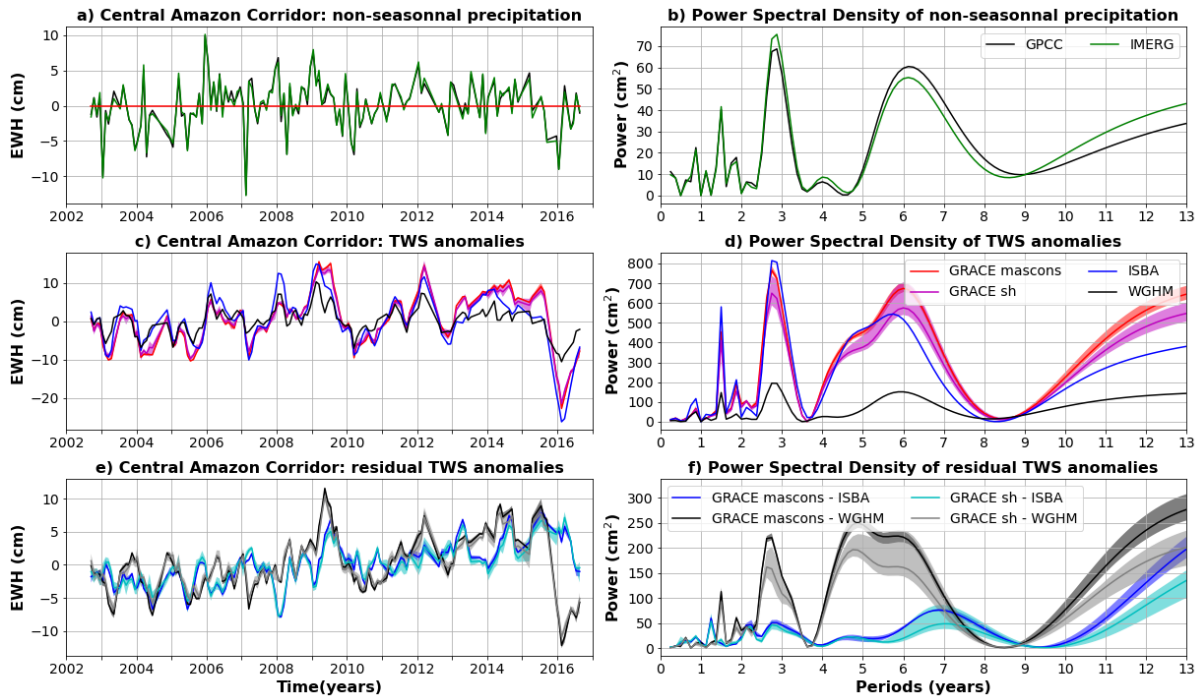 a) Central Amazon Corridor: non-seasonnal precipitation
EWH (cm)
10
5
0
−5
−10
2002 2004 2006 2008 2010 2012 2014 2016
b) Power Spectral Density of non-seasonnal precipitation
Power (cm²)
70
60
50
40
30
20
10
0
GPCC IMERG
0 1 2 3 4 5 6 7 8 9 10 11 12 13
c) Central Amazon Corridor: TWS anomalies
EWH (cm)
10
0
−10
−20
2002 2004 2006 2008 2010 2012 2014 2016
d) Power Spectral Density of TWS anomalies
Power (cm²)
800
700
600
500
400
300
200
100
0
GRACE mascons ISBA
GRACE sh WGHM
0 1 2 3 4 5 6 7 8 9 10 11 12 13
e) Central Amazon Corridor: residual TWS anomalies
EWH (cm)
10
5
0
−5
−10
2002 2004 2006 2008 2010 2012 2014 2016
Time(years)
f) Power Spectral Density of residual TWS anomalies
Power (cm²)
300
250
200
150
100
50
0
GRACE mascons - ISBA GRACE sh - ISBA
GRACE mascons - WGHM GRACE sh - WGHM
0 1 2 3 4 5 6 7 8 9 10 11 12 13
Periods (years)